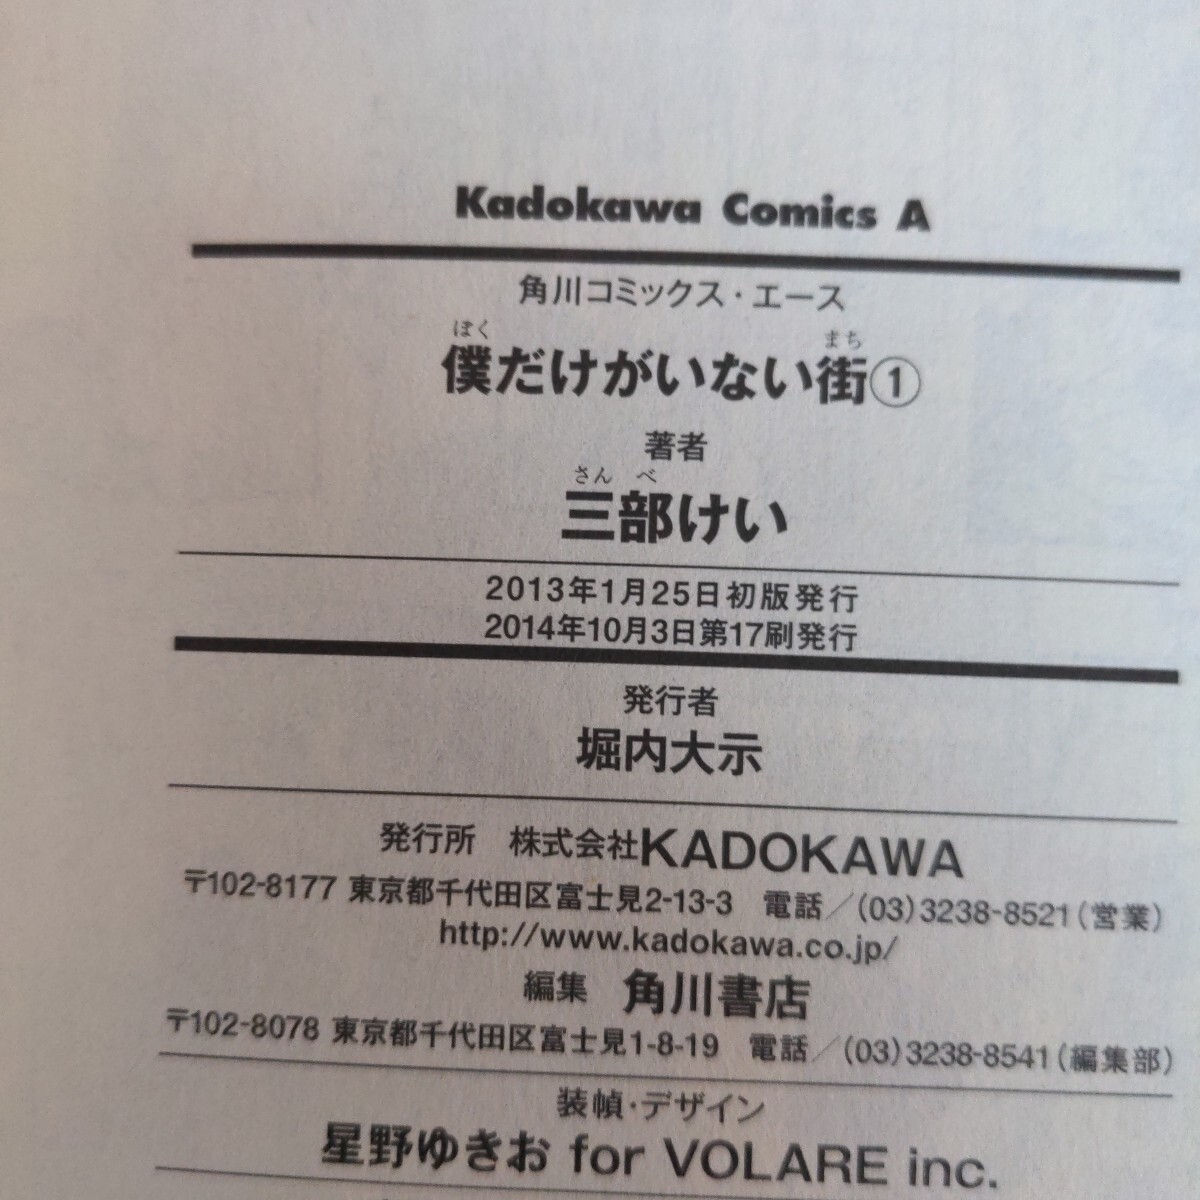 Kadokawa Comics A
角川コミックス・エース
ぼく まち
僕だけがいない街①
著者
さん べ
三部けい
2013年1月25日初版発行
2014年10月3日第17刷発行
発行者
堀内大示
発行所 株式会社KADOKAWA
〒102-8177 東京都千代田区富士見2-13-3 電話／(03)3238-8521(営業)
http://www.kadokawa.co.jp/
編集 角川書店
〒102-8078 東京都千代田区富士見1-8-19 電話／(03)3238-8541(編集部)
装幀・デザイン
星野ゆきお for VOLARE inc.